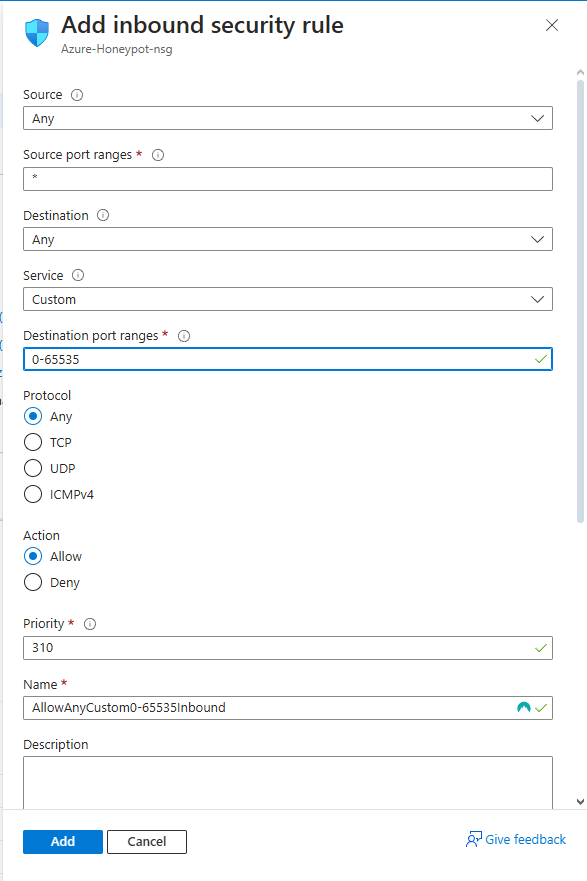 Add inbound security rule
Azure-Honeypot-nsg
Source
Any
Source port ranges *
*
Destination
Any
Service
Custom
Destination port ranges *
0-65535
Protocol
Any
TCP
UDP
ICMPv4
Action
Allow
Deny
Priority *
310
Name *
AllowAnyCustom0-65535Inbound
Description
Add
Cancel
Give feedback